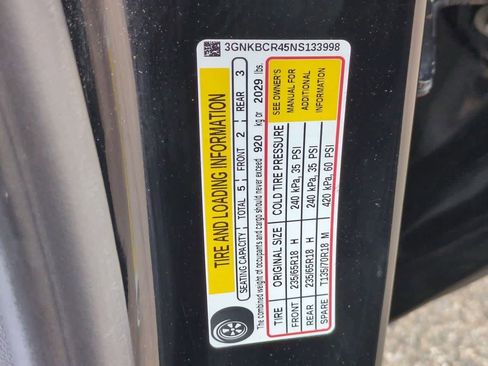 3GNKBCR45NS133998
TIRE AND LOADING INFORMATION
SEATING CAPACITY TOTAL 5 FRONT 2 REAR 3
The combined weight of occupants and cargo should never exceed 920 kg or 2029 lbs.
TIRE ORIGINAL SIZE COLD TIRE PRESSURE
FRONT 235/65R18 H 240 kPa, 35 PSI
REAR 235/65R18 H 240 kPa, 35 PSI
SPARE T135/70R18 M 420 kPa, 60 PSI
SEE OWNER'S
MANUAL FOR
ADDITIONAL
INFORMATION